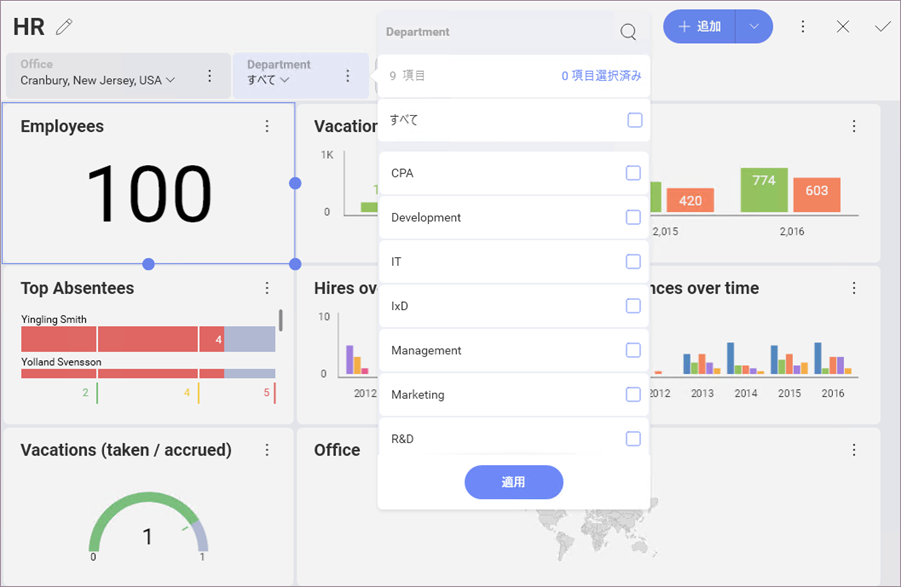 HR
Department
追加
Office
Cranbury, New Jersey, USA
Department
すべて
9 項目
0 項目選択済み
すべて
CPA
Development
IT
IxD
Management
Marketing
R&D
適用
Employees
100
1K
0
420
774
603
2,015
2,016
Top Absentees
Yingling Smith
4
Yolland Svensson
2
4
5
Hires
10
0
2012
over time
2012
2013
2014
2015
2016
Vacations (taken / accrued)
1
0
1
Office